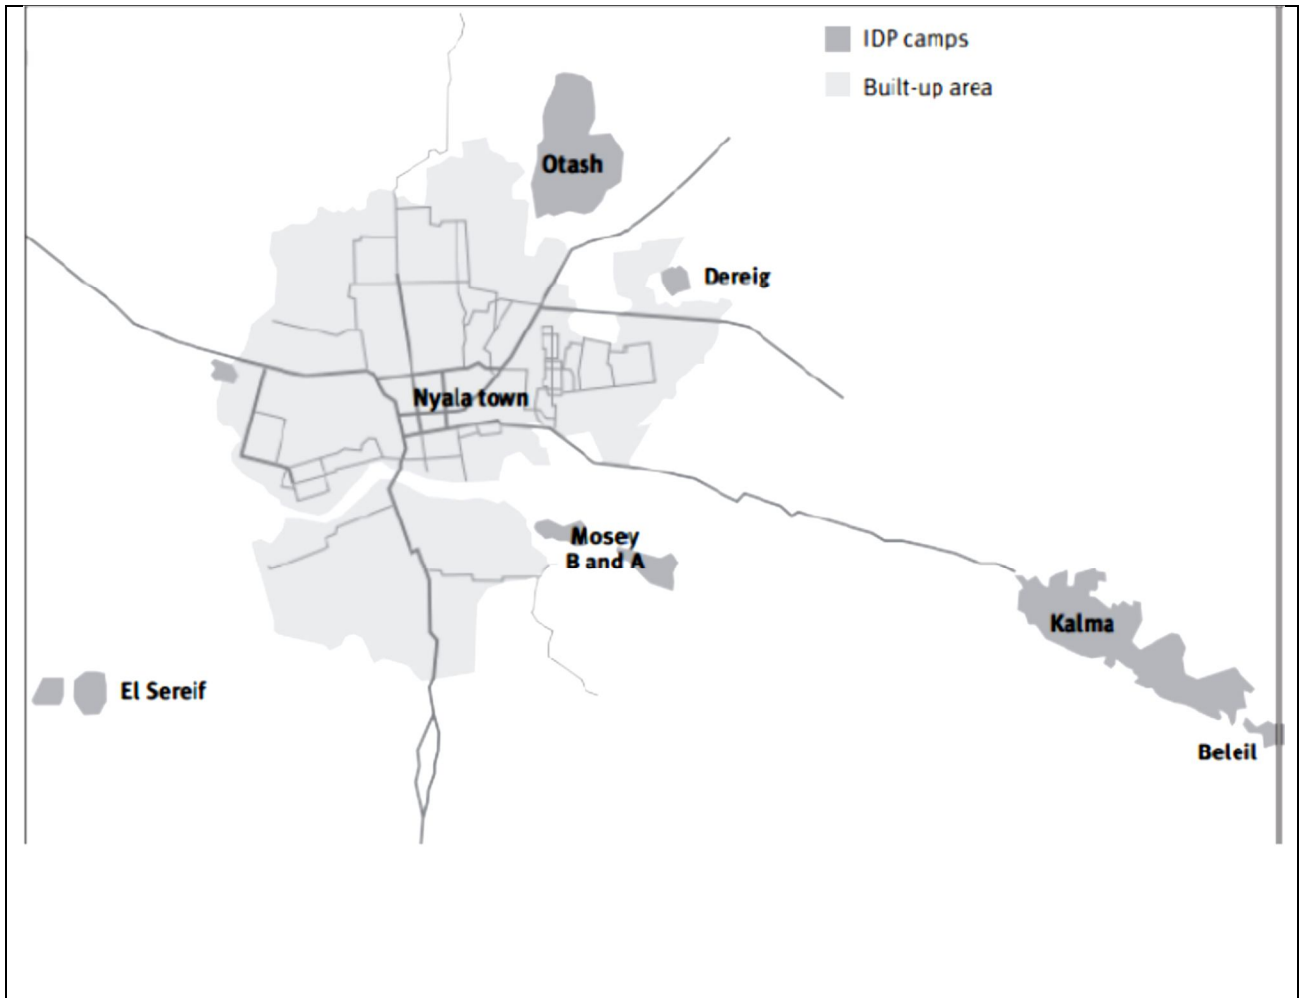 IDP camps
Built-up area
Otash
Dereig
Nyala town
Mosey
B and A
Kalma
El Sereif
Beleil